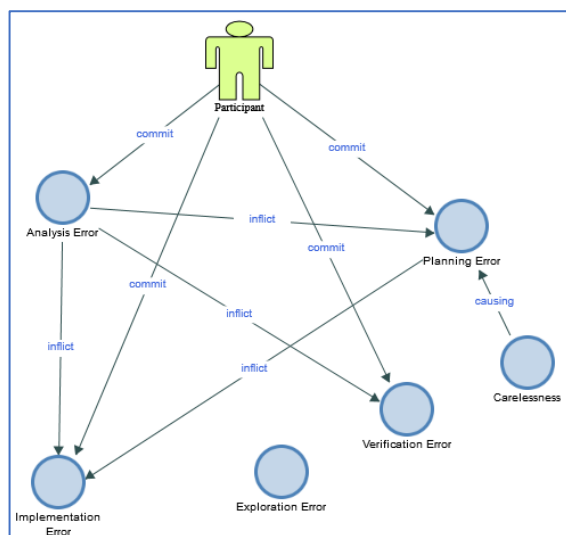 Participant
commit
commit
Analysis Error
inflict
Planning Error
commit
commit
causing
inflict
inflict
inflict
Carelessness
Verification Error
Exploration Error
Implementation
Error